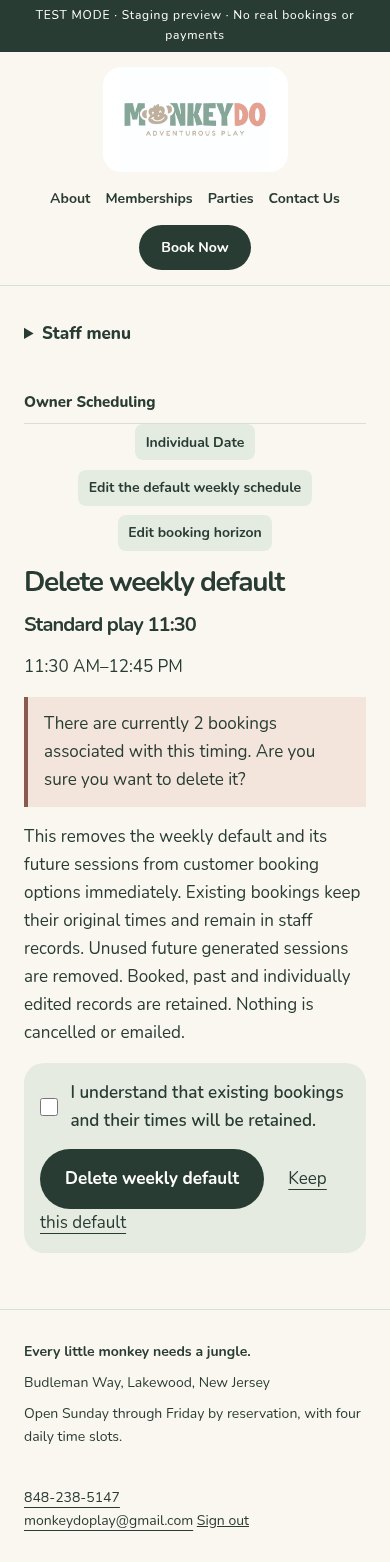 TEST MODE · Staging preview · No real bookings or
payments
MONKEYDO
ADVENTUROUS PLAY
About Memberships Parties Contact Us
Book Now
Staff menu
Owner Scheduling
Individual Date
Edit the default weekly schedule
Edit booking horizon
Delete weekly default
Standard play 11:30
11:30 AM–12:45 PM
There are currently 2 bookings
associated with this timing. Are you
sure you want to delete it?
This removes the weekly default and its
future sessions from customer booking
options immediately. Existing bookings keep
their original times and remain in staff
records. Unused future generated sessions
are removed. Booked, past and individually
edited records are retained. Nothing is
cancelled or emailed.
I understand that existing bookings
and their times will be retained.
Delete weekly default Keep
this default
Every little monkey needs a jungle.
Budleman Way, Lakewood, New Jersey
Open Sunday through Friday by reservation, with four
daily time slots.
848-238-5147
monkeydoplay@gmail.com Sign out